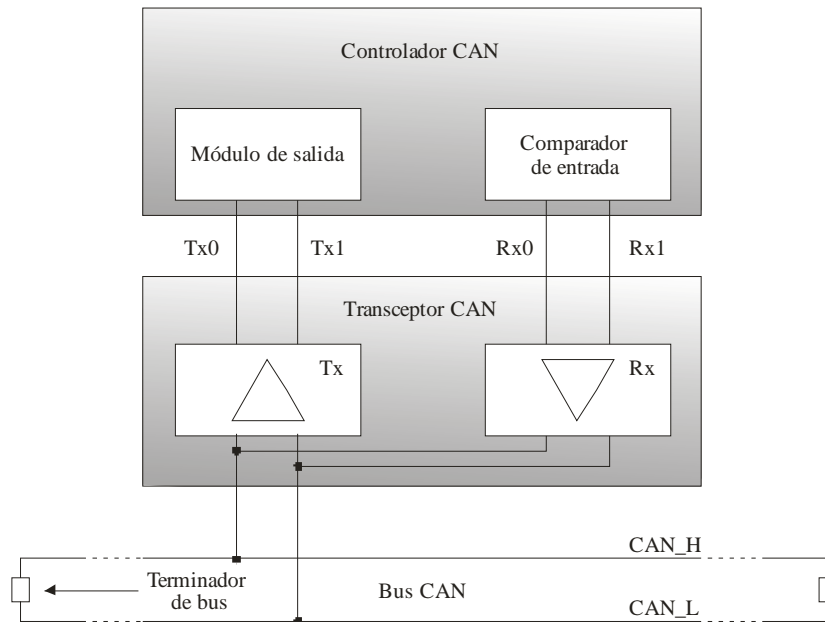 Controlador CAN
Módulo de salida
Comparador
de entrada
Tx0
Tx1
Rx0
Rx1
Transceptor CAN
Tx
Rx
CAN_H
Terminador
de bus
Bus CAN
CAN_L